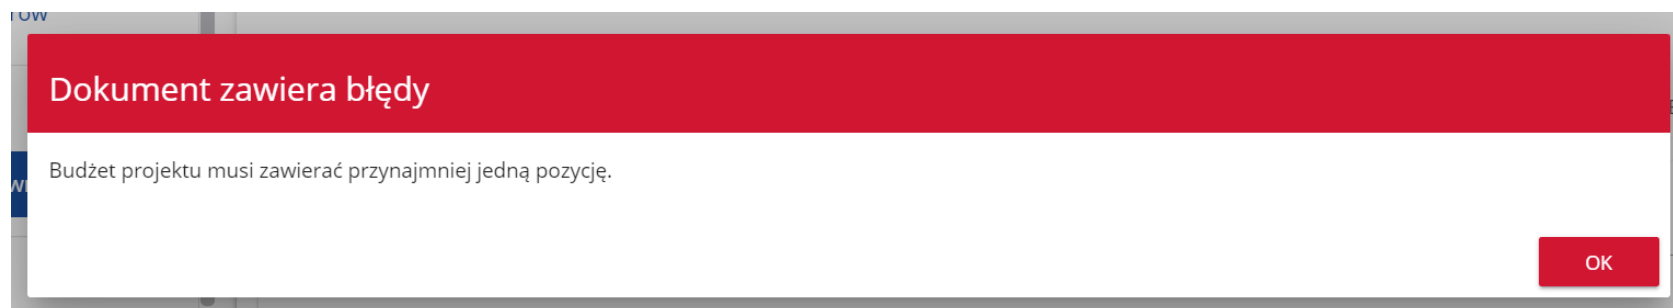 Dokument zawiera błędy
Budżet projektu musi zawierać przynajmniej jedną pozycję.
OK